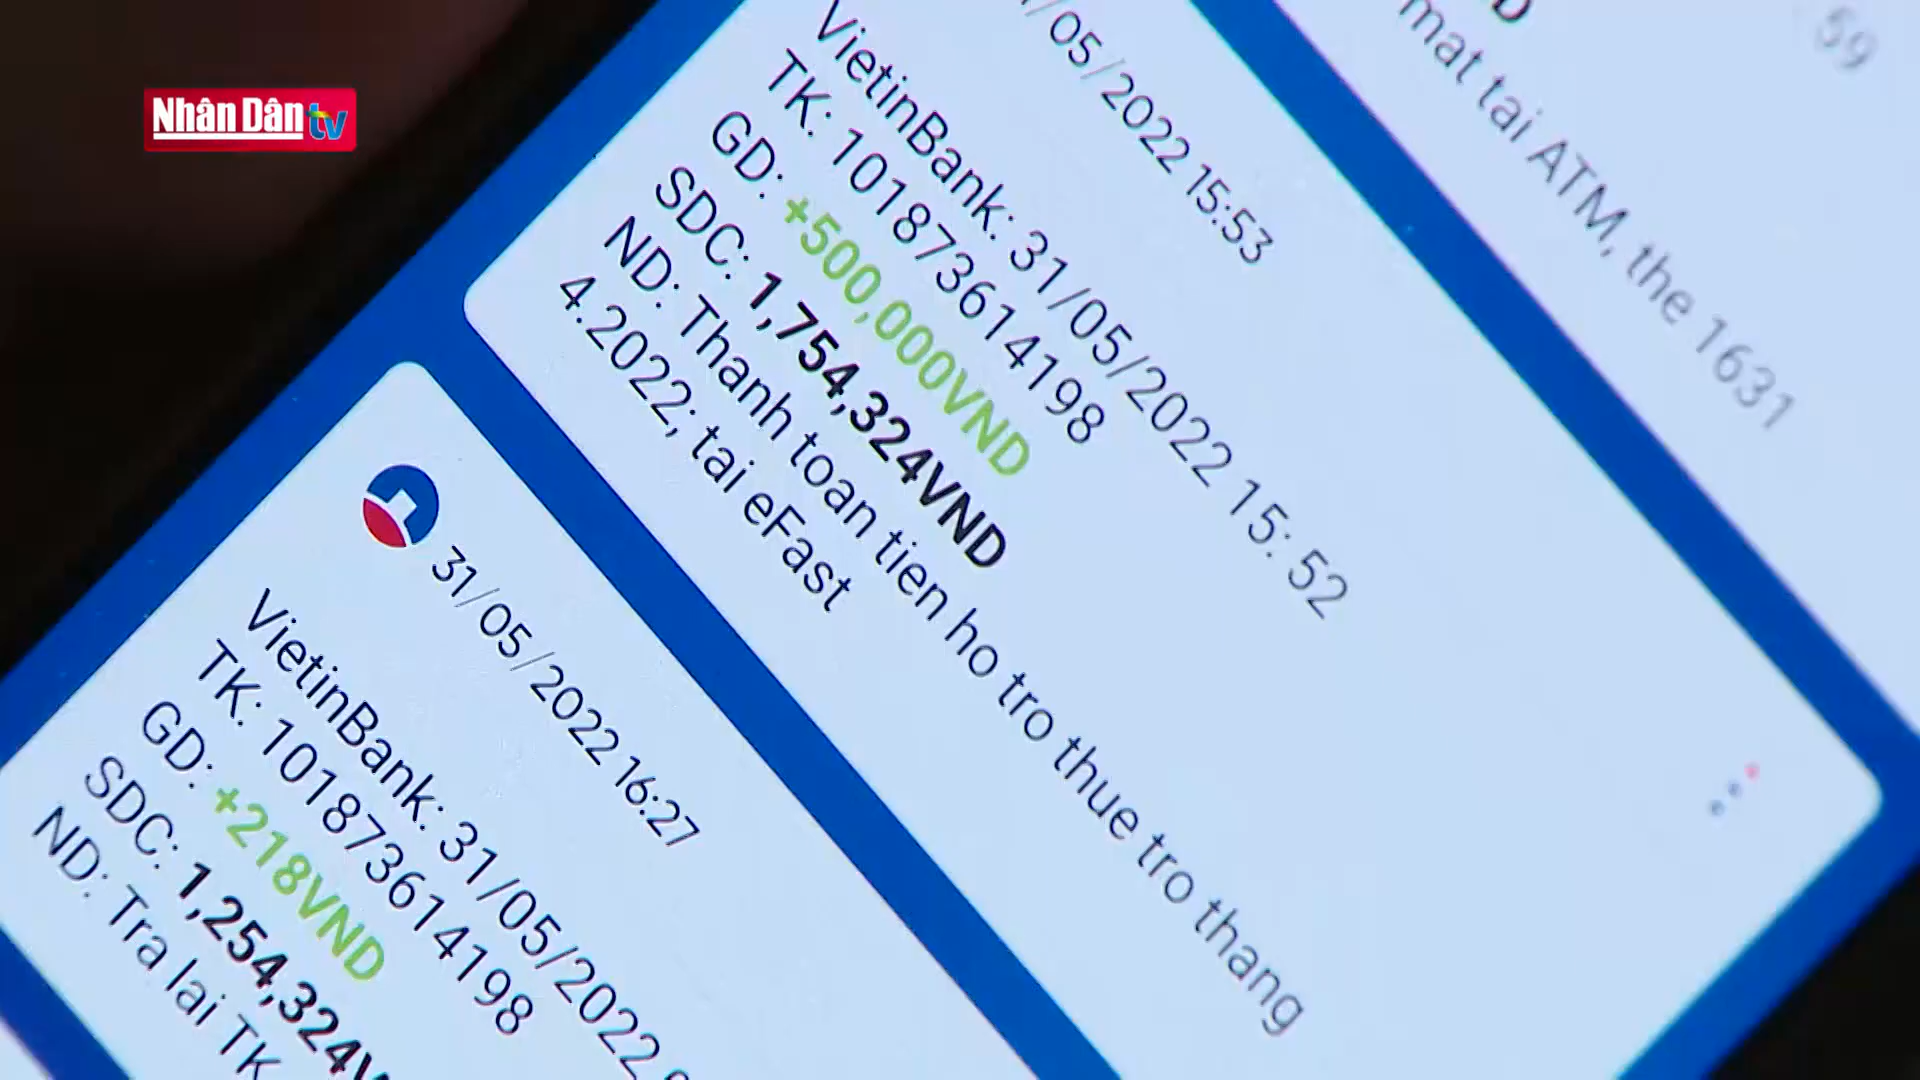 Nhân Dân tv
59
mat tai ATM, the 1631
/05/2022 15:53
VietinBank: 31/05/2022 15: 52
TK: 101873614198
GD: +500,000VND
SDC: 1,754,324VND
ND: Thanh toan tien ho tro thue tro thang
4.2022; tai eFast
31/05/2022 16:27
VietinBank: 31/05/2022
TK: 101873614198
GD: +218VND
SDC: 1,254,324V
ND: Tra lai TK